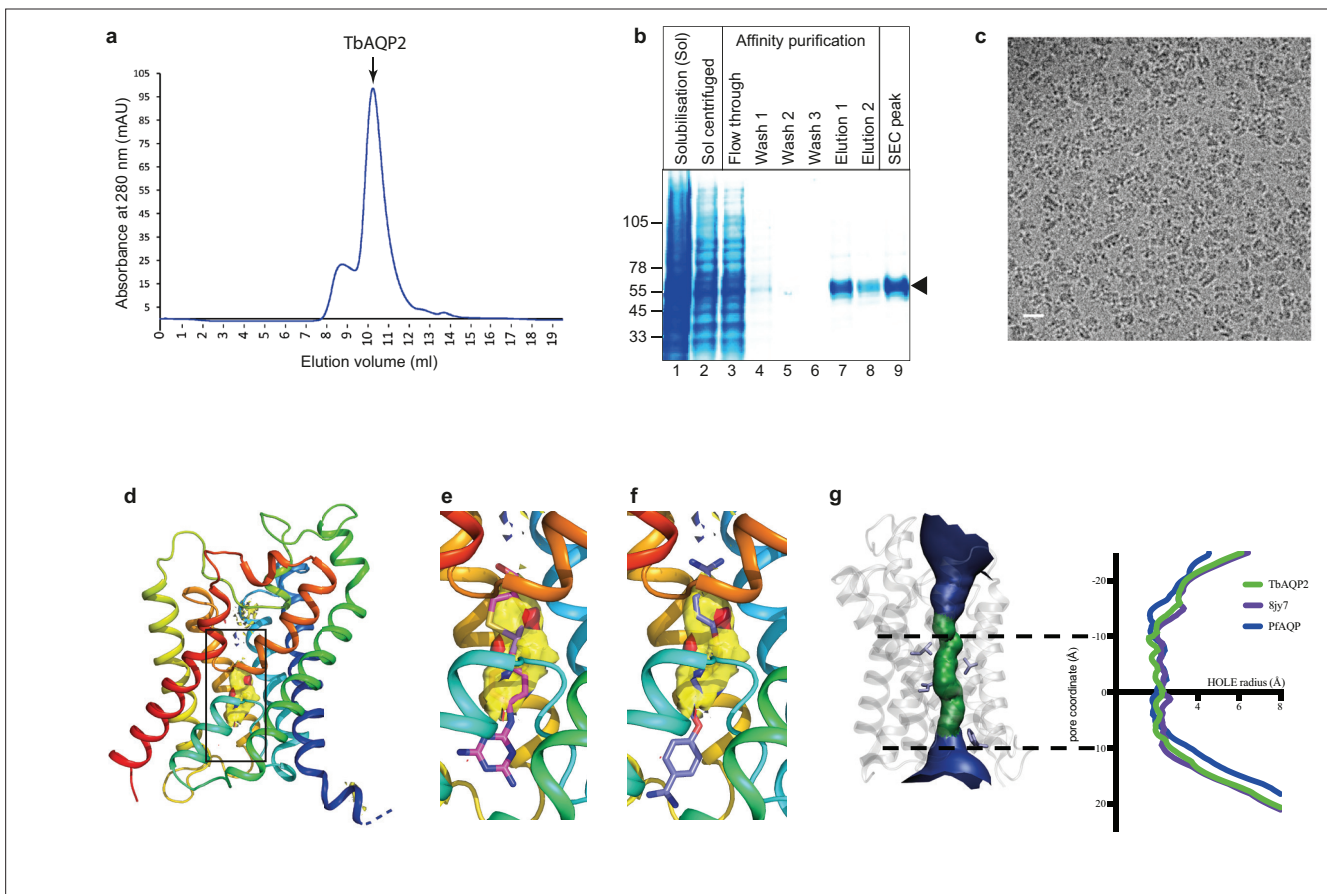 a
TbAQP2
Absorbance at 280 nm (mAU)
105
95
85
75
65
55
45
35
25
15
5
0 1 2 3 4 5 6 7 8 9 10 11 12 13 14 15 16 17 18 19
Elution volume (ml)
b
Affinity purification
Solubilisation (Sol)
Sol centrifuged
Flow through
Wash 1
Wash 2
Wash 3
Elution 1
Elution 2
SEC peak
105
78
55
45
33
1 2 3 4 5 6 7 8 9
c
d
e
f
g
-20
-10
0
10
20
pore coordinate (Å)
HOLE radius (Å)
4 6 8
TbAQP2
8jy7
PfAQP